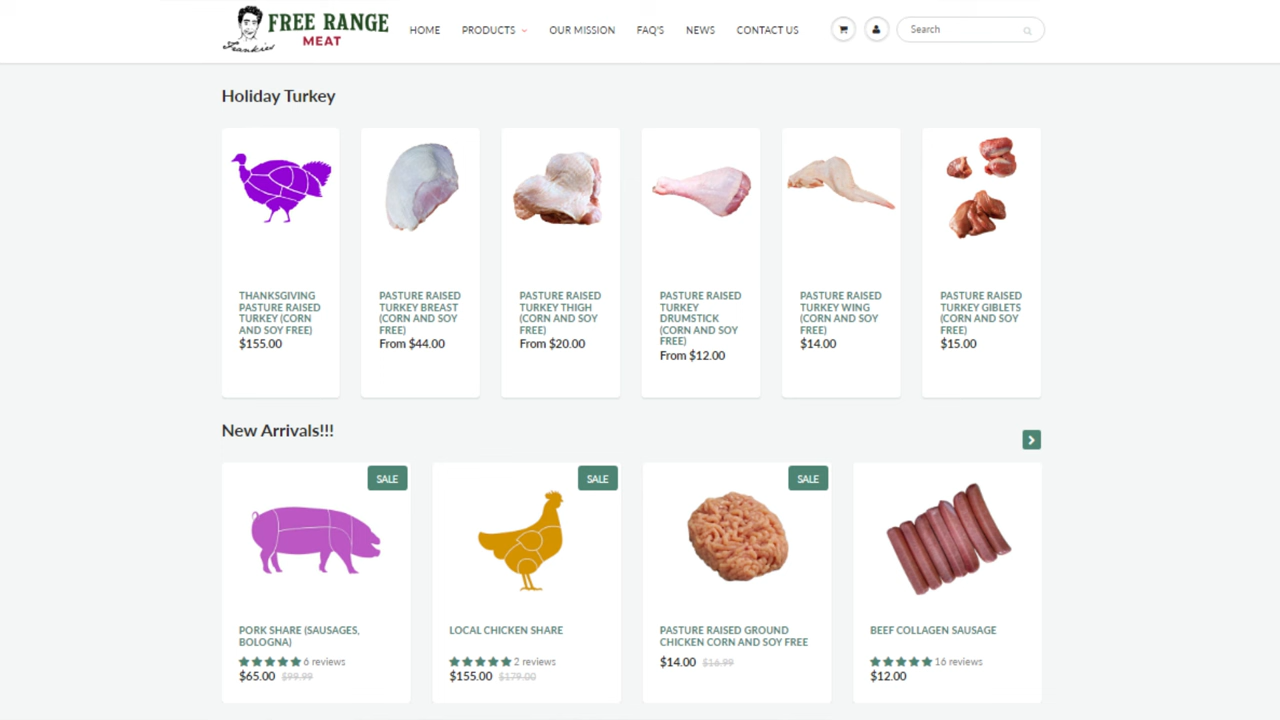 Frankies
FREE RANGE
MEAT
HOME
PRODUCTS
OUR MISSION
FAQ'S
NEWS
CONTACT US
Search
Holiday Turkey
THANKSGIVING
PASTURE RAISED
TURKEY (CORN
AND SOY FREE)
$155.00
PASTURE RAISED
TURKEY BREAST
(CORN AND SOY
FREE)
From $44.00
PASTURE RAISED
TURKEY THIGH
(CORN AND SOY
FREE)
From $20.00
PASTURE RAISED
TURKEY
DRUMSTICK
(CORN AND SOY
FREE)
From $12.00
PASTURE RAISED
TURKEY WING
(CORN AND SOY
FREE)
$14.00
PASTURE RAISED
TURKEY GIBLETS
(CORN AND SOY
FREE)
$15.00
New Arrivals!!!
SALE
PORK SHARE (SAUSAGES,
BOLOGNA)
6 reviews
$65.00 $99.99
SALE
LOCAL CHICKEN SHARE
2 reviews
$155.00 $179.00
SALE
PASTURE RAISED GROUND
CHICKEN CORN AND SOY FREE
$14.00 $16.99
BEEF COLLAGEN SAUSAGE
16 reviews
$12.00